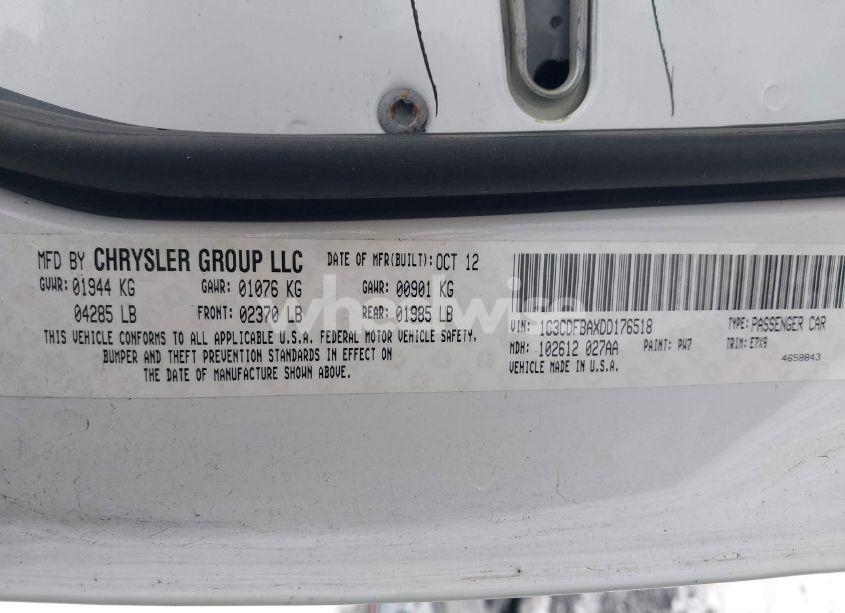 MFD BY CHRYSLER GROUP LLC DATE OF MFR(BUILT): OCT 12
GVWR: 01944 KG GAWR: 01076 KG GAWR: 00901 KG
04285 LB FRONT: 02370 LB REAR: 01985 LB
THIS VEHICLE CONFORMS TO ALL APPLICABLE U.S.A. FEDERAL MOTOR VEHICLE SAFETY,
BUMPER AND THEFT PREVENTION STANDARDS IN EFFECT ON
THE DATE OF MANUFACTURE SHOWN ABOVE.
VIN: 1C3CDFBAXDD176518 TYPE: PASSENGER CAR
MDH: 102612 027AA PAINT: PW7 TRIM: E7X9
VEHICLE MADE IN U.S.A. 4658843
wheelwise